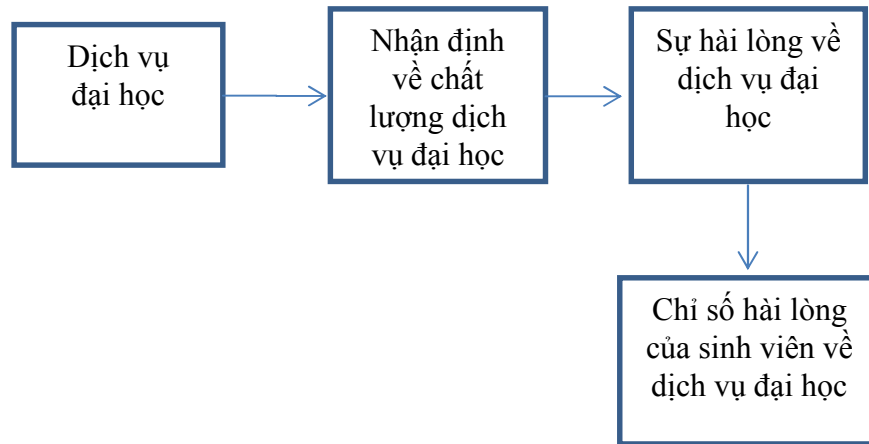 Dịch vụ
đại học
Nhận định
về chất
lượng dịch
vụ đại học
Sự hài lòng về
dịch vụ đại
học
Chỉ số hài lòng
của sinh viên về
dịch vụ đại học